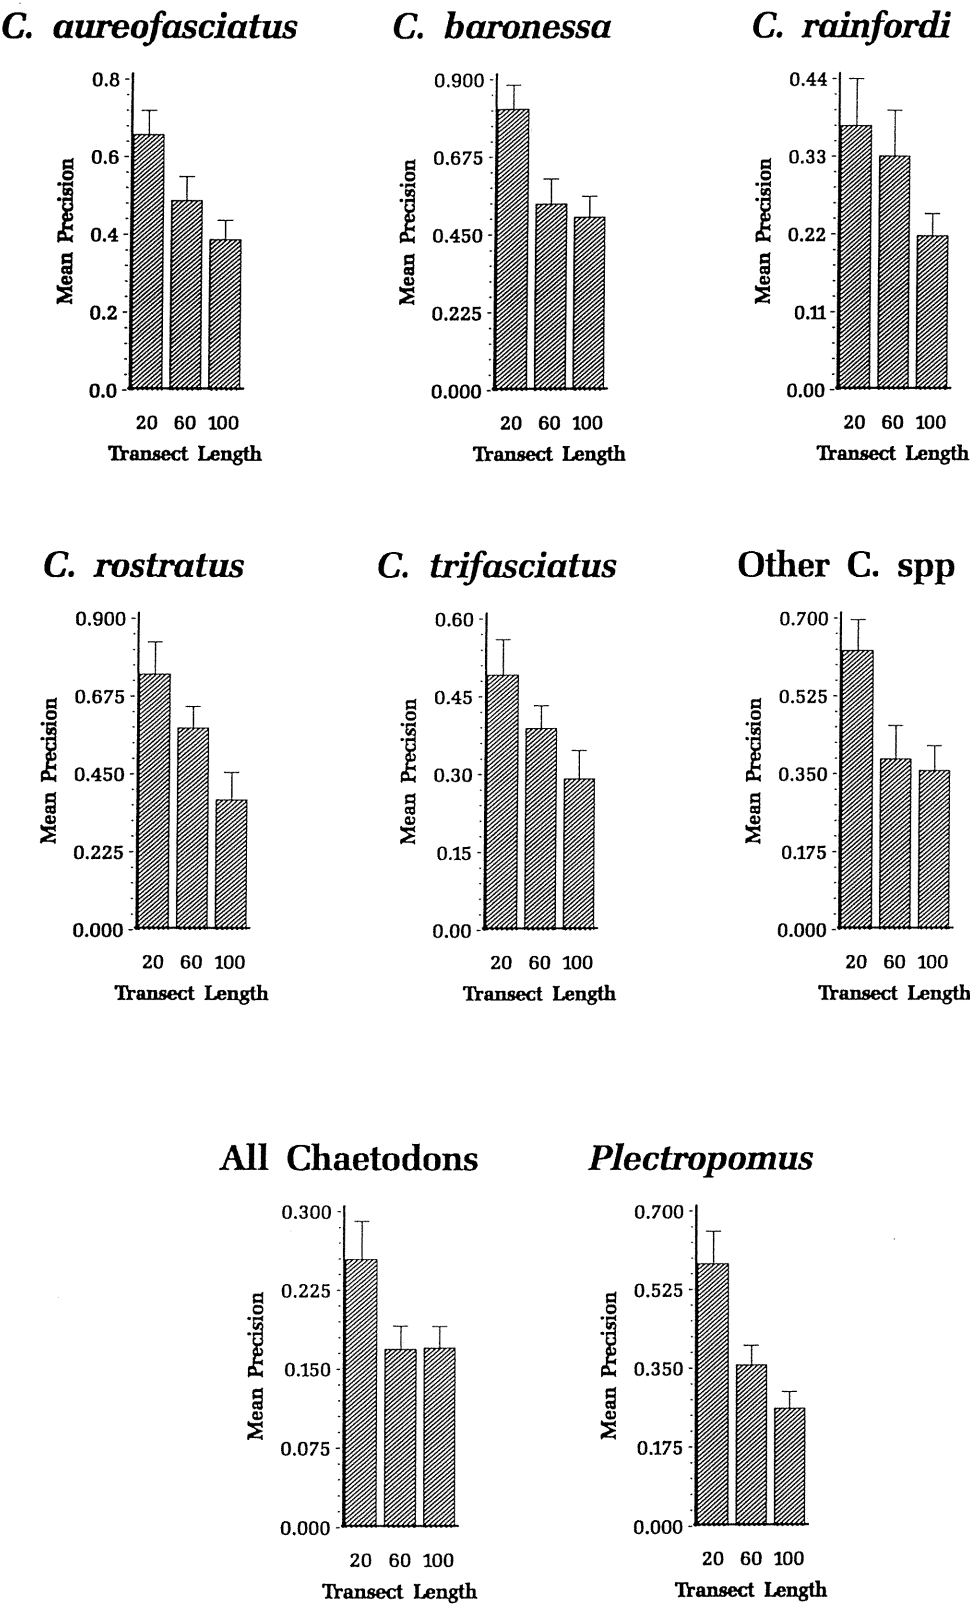 C. aureofasciatus
C. baronessa
C. rainfordi
Mean Precision
0.8
0.6
0.4
0.2
0.0
20 60 100
Transect Length
Mean Precision
0.900
0.675
0.450
0.225
0.000
20 60 100
Transect Length
Mean Precision
0.44
0.33
0.22
0.11
0.00
20 60 100
Transect Length
C. rostratus
C. trifasciatus
Other C. spp
Mean Precision
0.900
0.675
0.450
0.225
0.000
20 60 100
Transect Length
Mean Precision
0.60
0.45
0.30
0.15
0.00
20 60 100
Transect Length
Mean Precision
0.700
0.525
0.350
0.175
0.000
20 60 100
Transect Length
All Chaetodons
Plectropomus
Mean Precision
0.300
0.225
0.150
0.075
0.000
20 60 100
Transect Length
Mean Precision
0.700
0.525
0.350
0.175
0.000
20 60 100
Transect Length